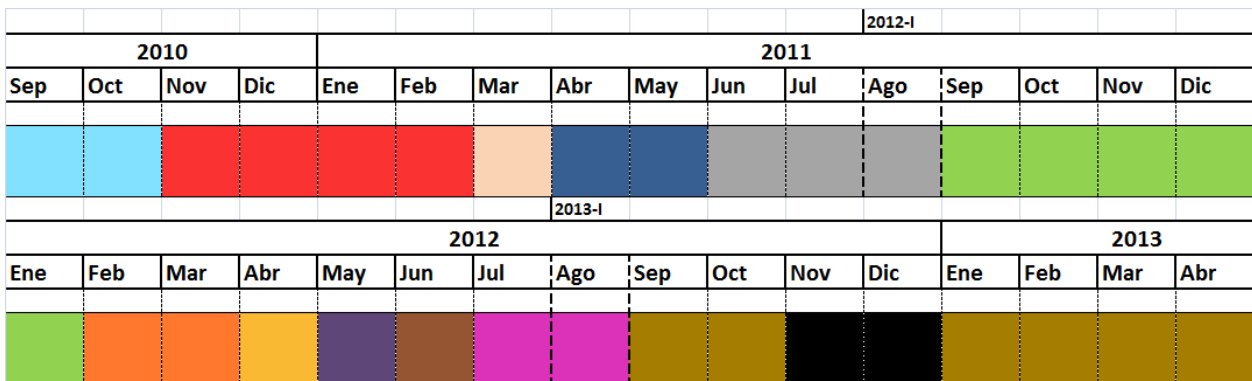 2012-I
2010 2011
Sep Oct Nov Dic Ene Feb Mar Abr May Jun Jul Ago Sep Oct Nov Dic
2013-I
2012 2013
Ene Feb Mar Abr May Jun Jul Ago Sep Oct Nov Dic Ene Feb Mar Abr